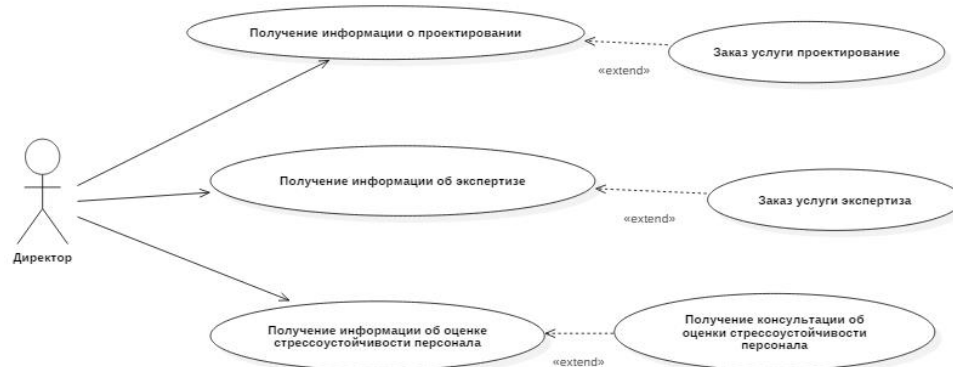 Получение информации о проектировании
Заказ услуги проектирование
«extend»
Получение информации об экспертизе
Заказ услуги экспертиза
«extend»
Директор
Получение информации об оценке
стрессоустойчивости персонала
Получение консультации об
оценки стрессоустойчивости
персонала
«extend»